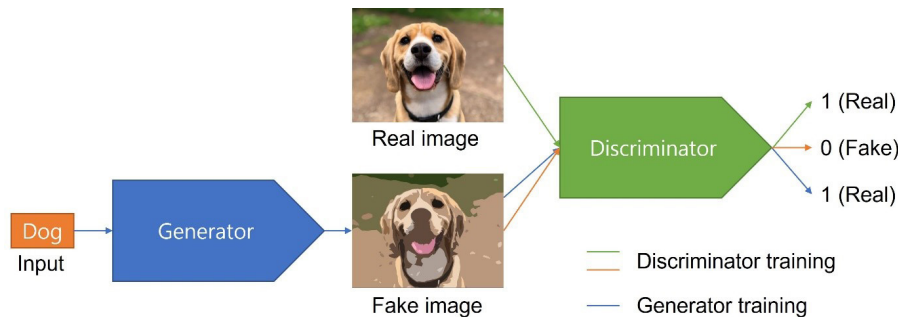 Real image
Discriminator
1 (Real)
0 (Fake)
1 (Real)
Dog
Input
Generator
Fake image
Discriminator training
Generator training